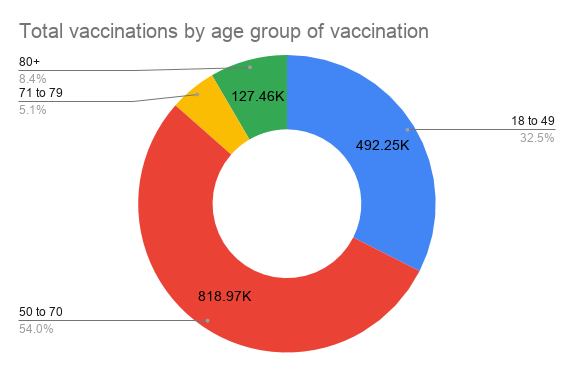 Total vaccinations by age group of vaccination
80+
8.4%
71 to 79
5.1%
127.46K
18 to 49
32.5%
492.25K
818.97K
50 to 70
54.0%